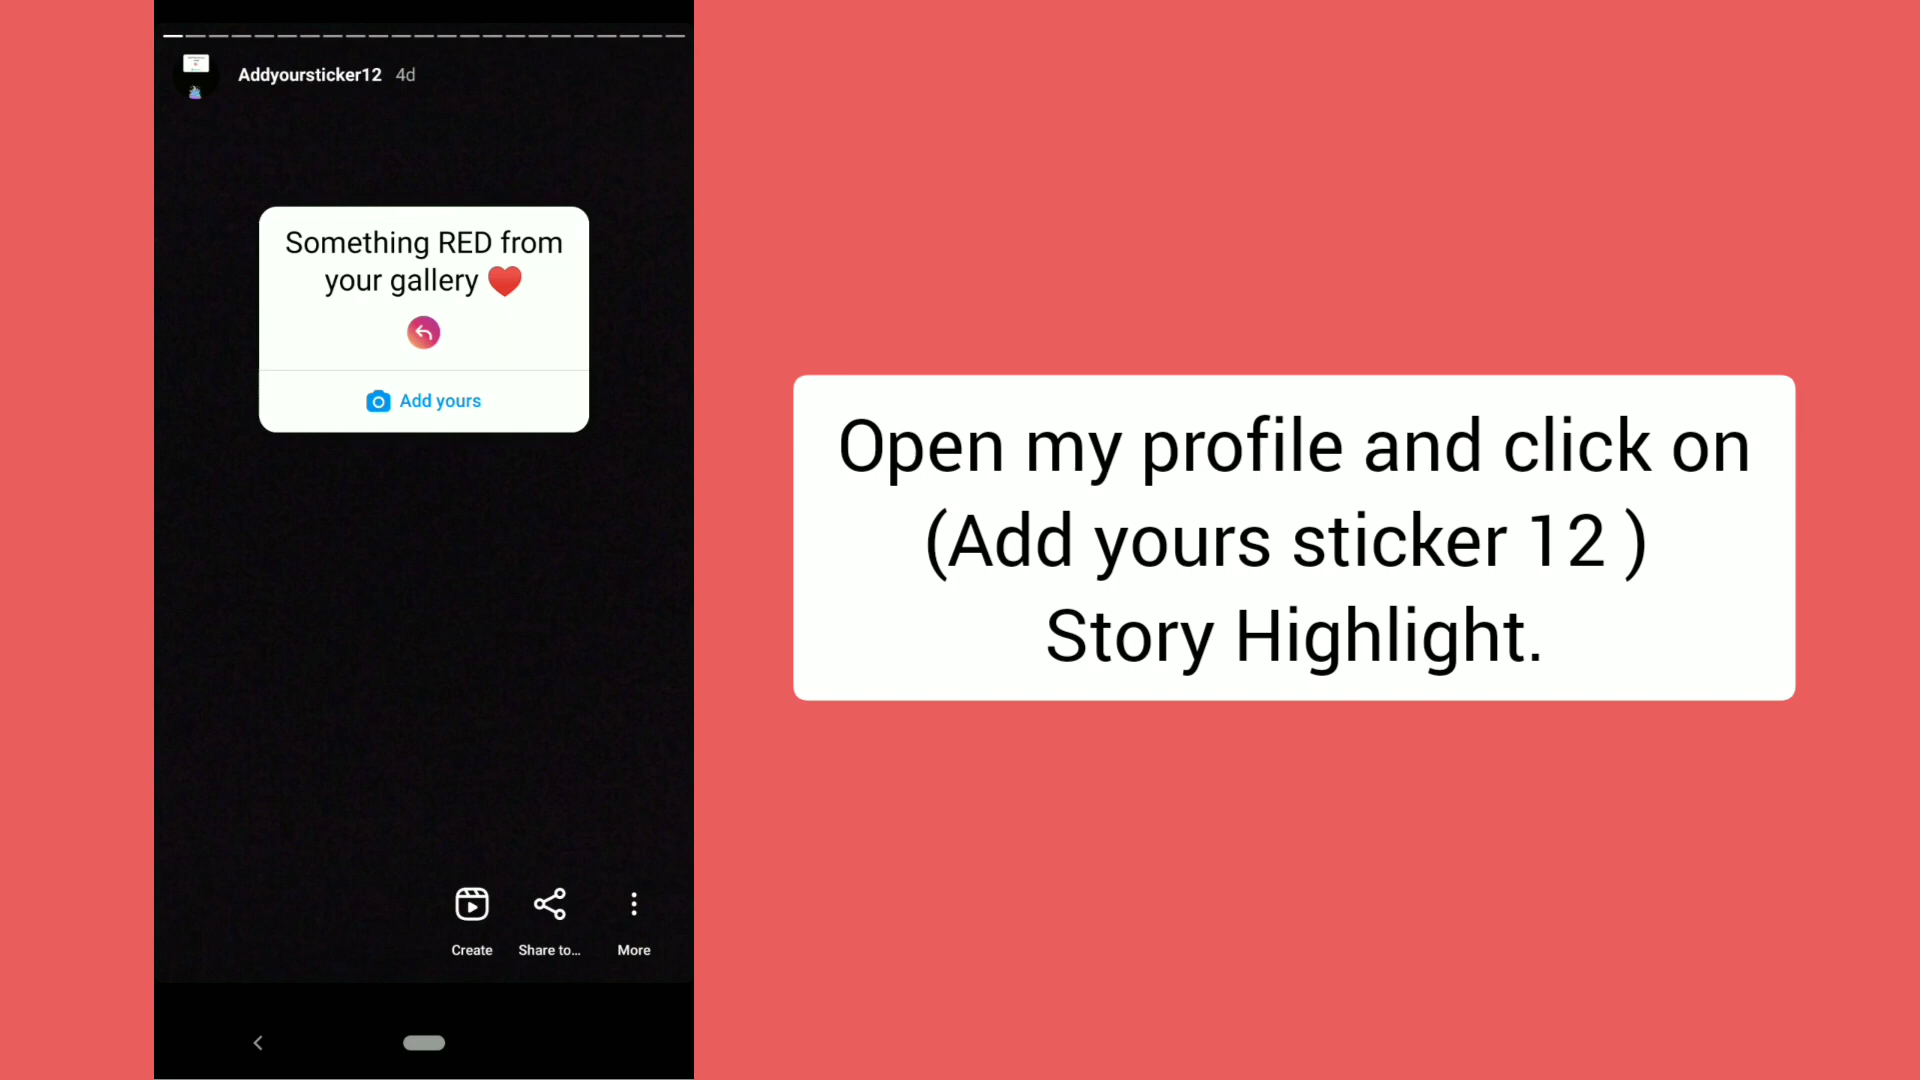 Addyoursticker12 4d
Something RED from
your gallery ❤️
Add yours
Create Share to... More
Open my profile and click on
(Add yours sticker 12 )
Story Highlight.